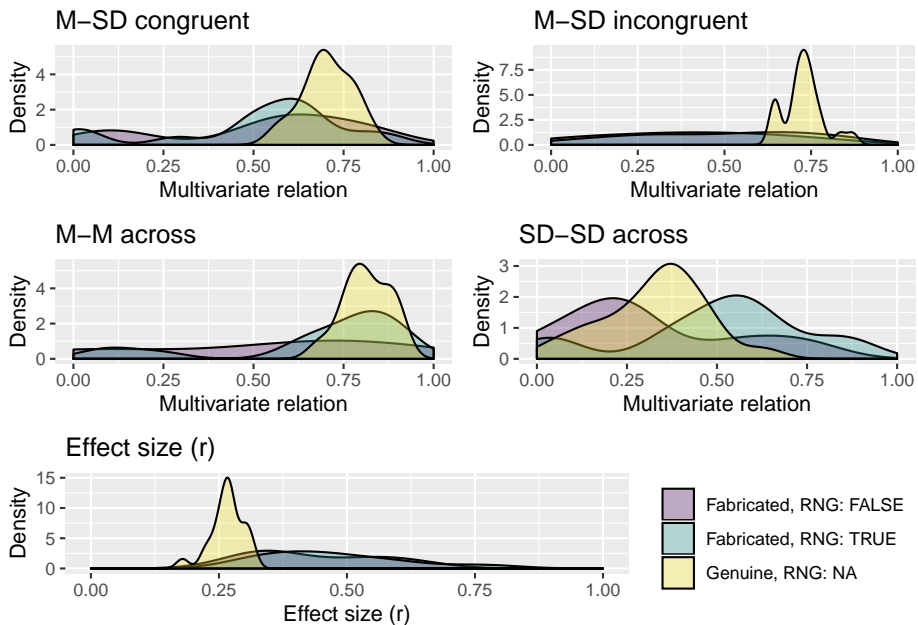 M−SD congruent
Density
4
2
0
0.00 0.25 0.50 0.75 1.00
Multivariate relation
M−SD incongruent
Density
7.5
5.0
2.5
0.0
0.00 0.25 0.50 0.75 1.00
Multivariate relation
M−M across
Density
4
2
0
0.00 0.25 0.50 0.75 1.00
Multivariate relation
SD−SD across
Density
3
2
1
0
0.00 0.25 0.50 0.75 1.00
Multivariate relation
Effect size (r)
Density
15
10
5
0
0.00 0.25 0.50 0.75 1.00
Effect size (r)
Fabricated, RNG: FALSE
Fabricated, RNG: TRUE
Genuine, RNG: NA